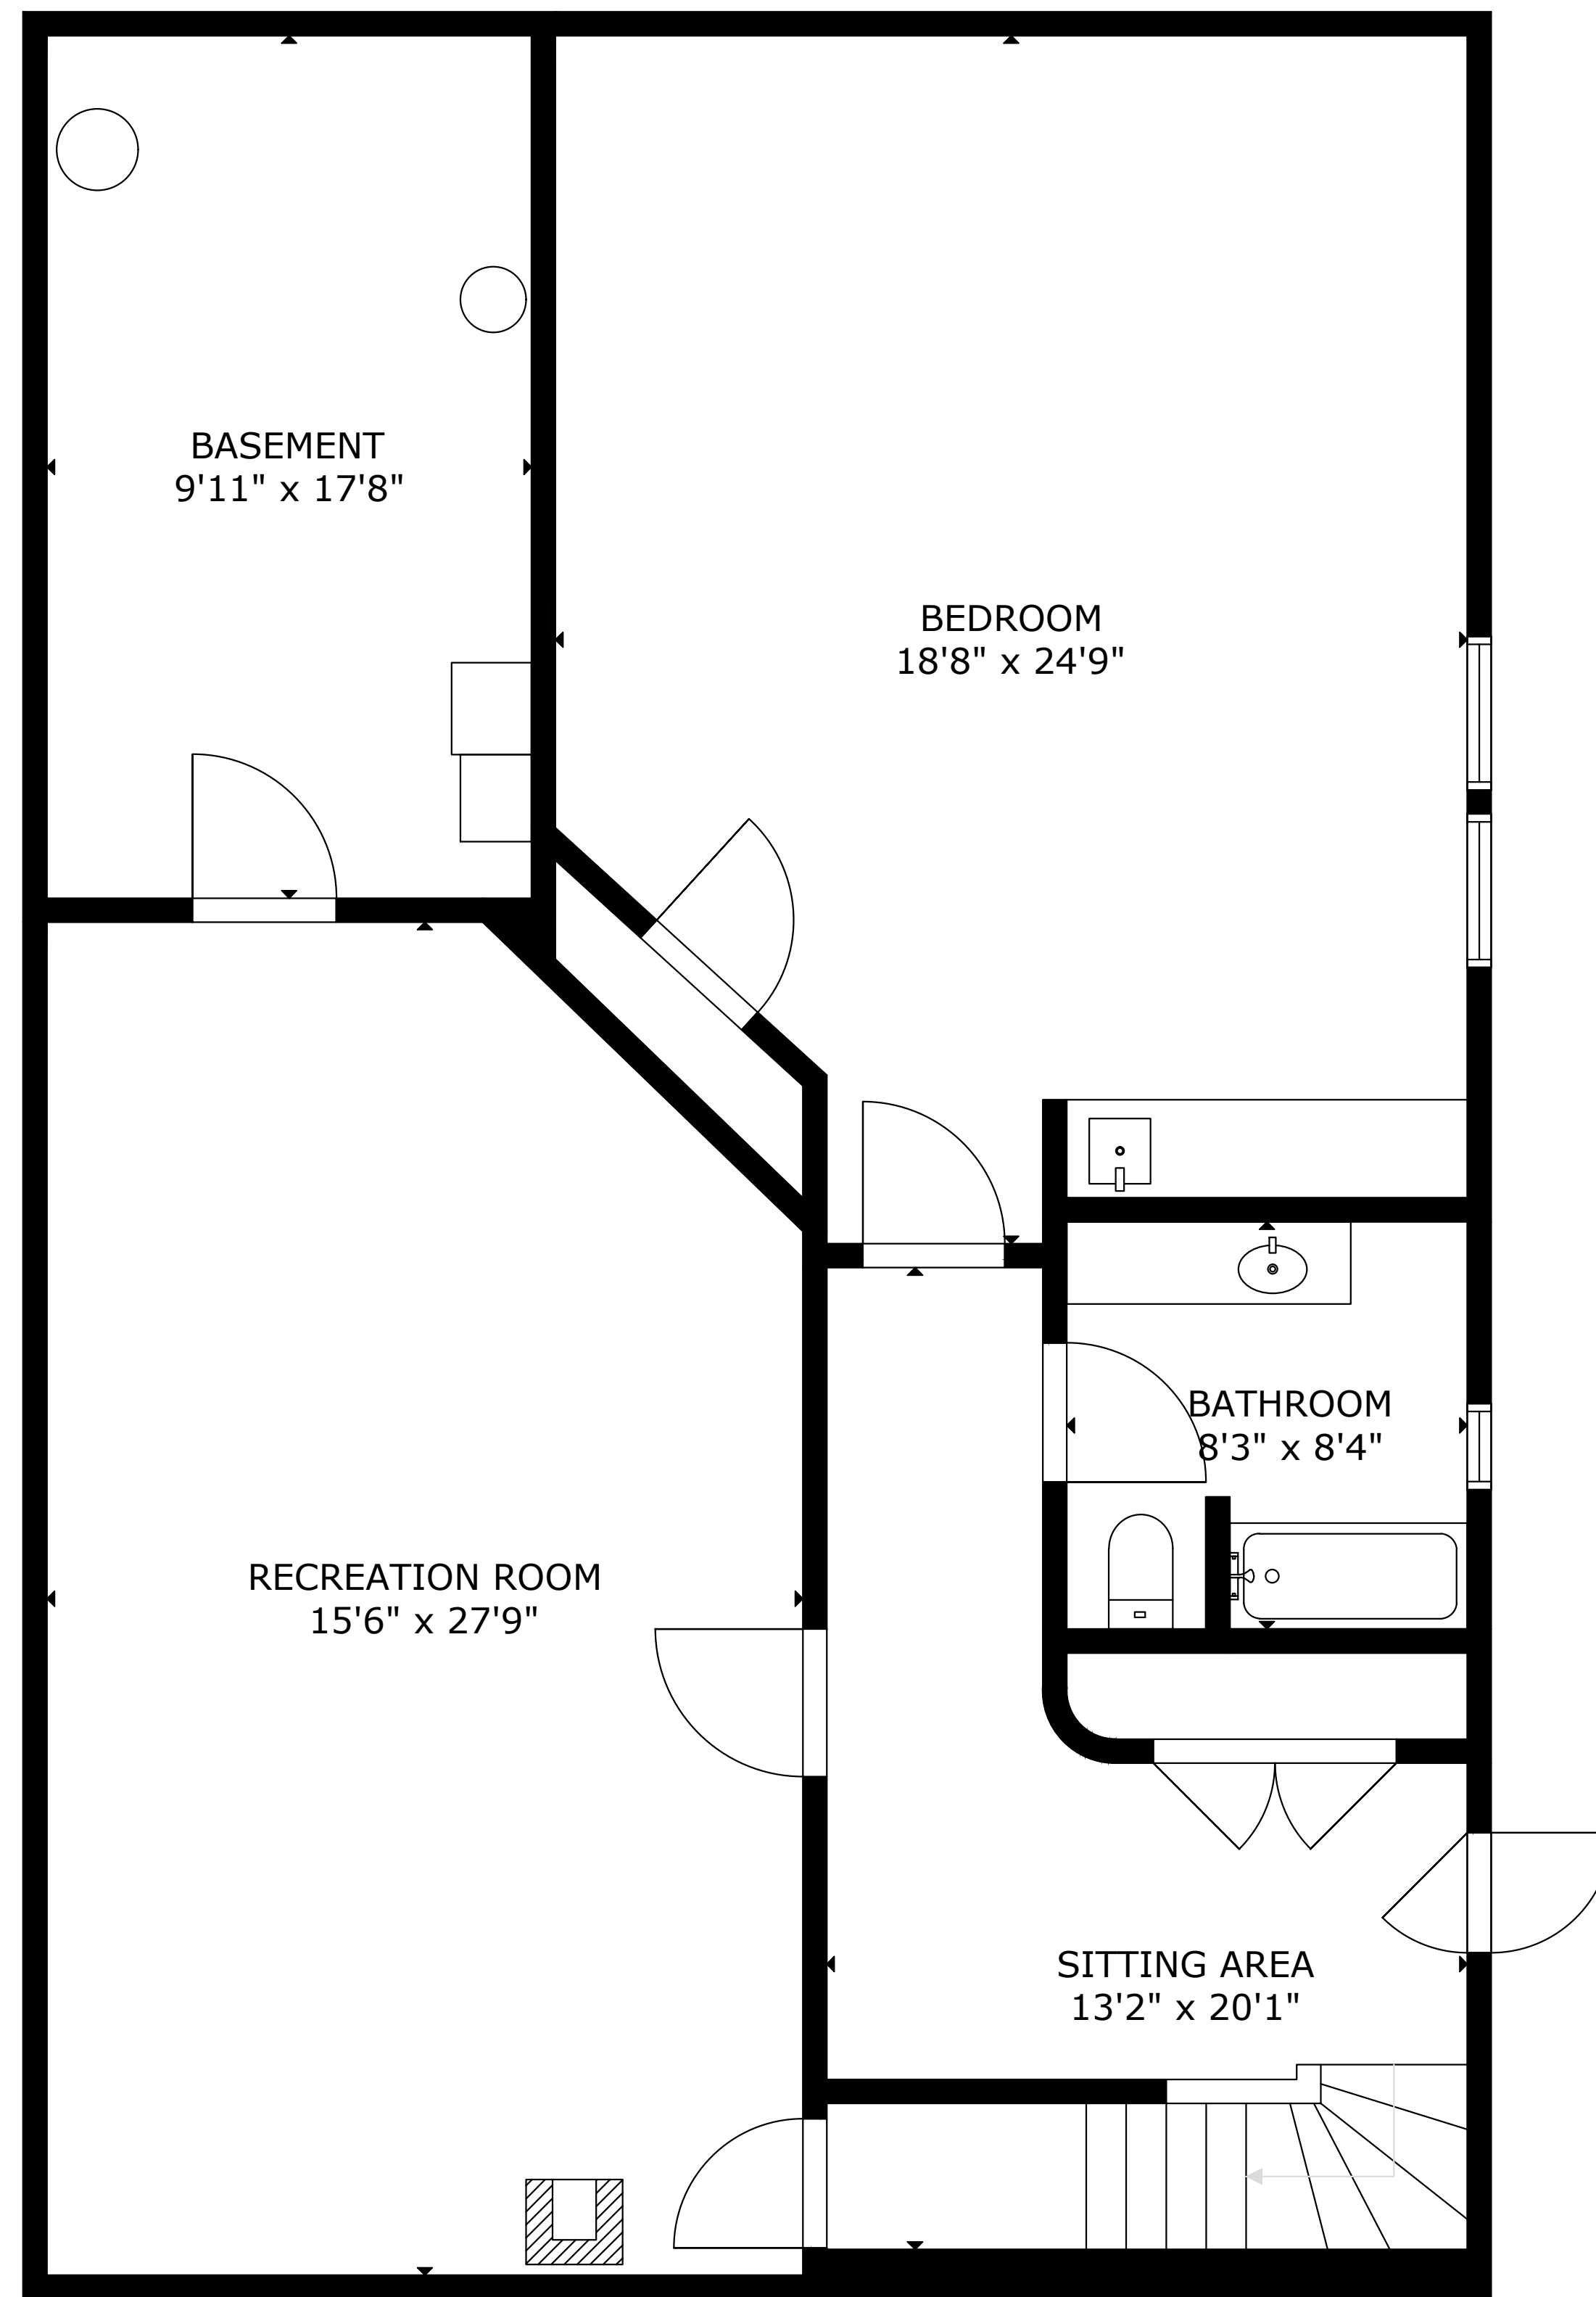 BASEMENT
9'11" x 17'8"
BEDROOM
18'8" x 24'9"
BATHROOM
8'3" x 8'4"
RECREATION ROOM
15'6" x 27'9"
SITTING AREA
13'2" x 20'1"